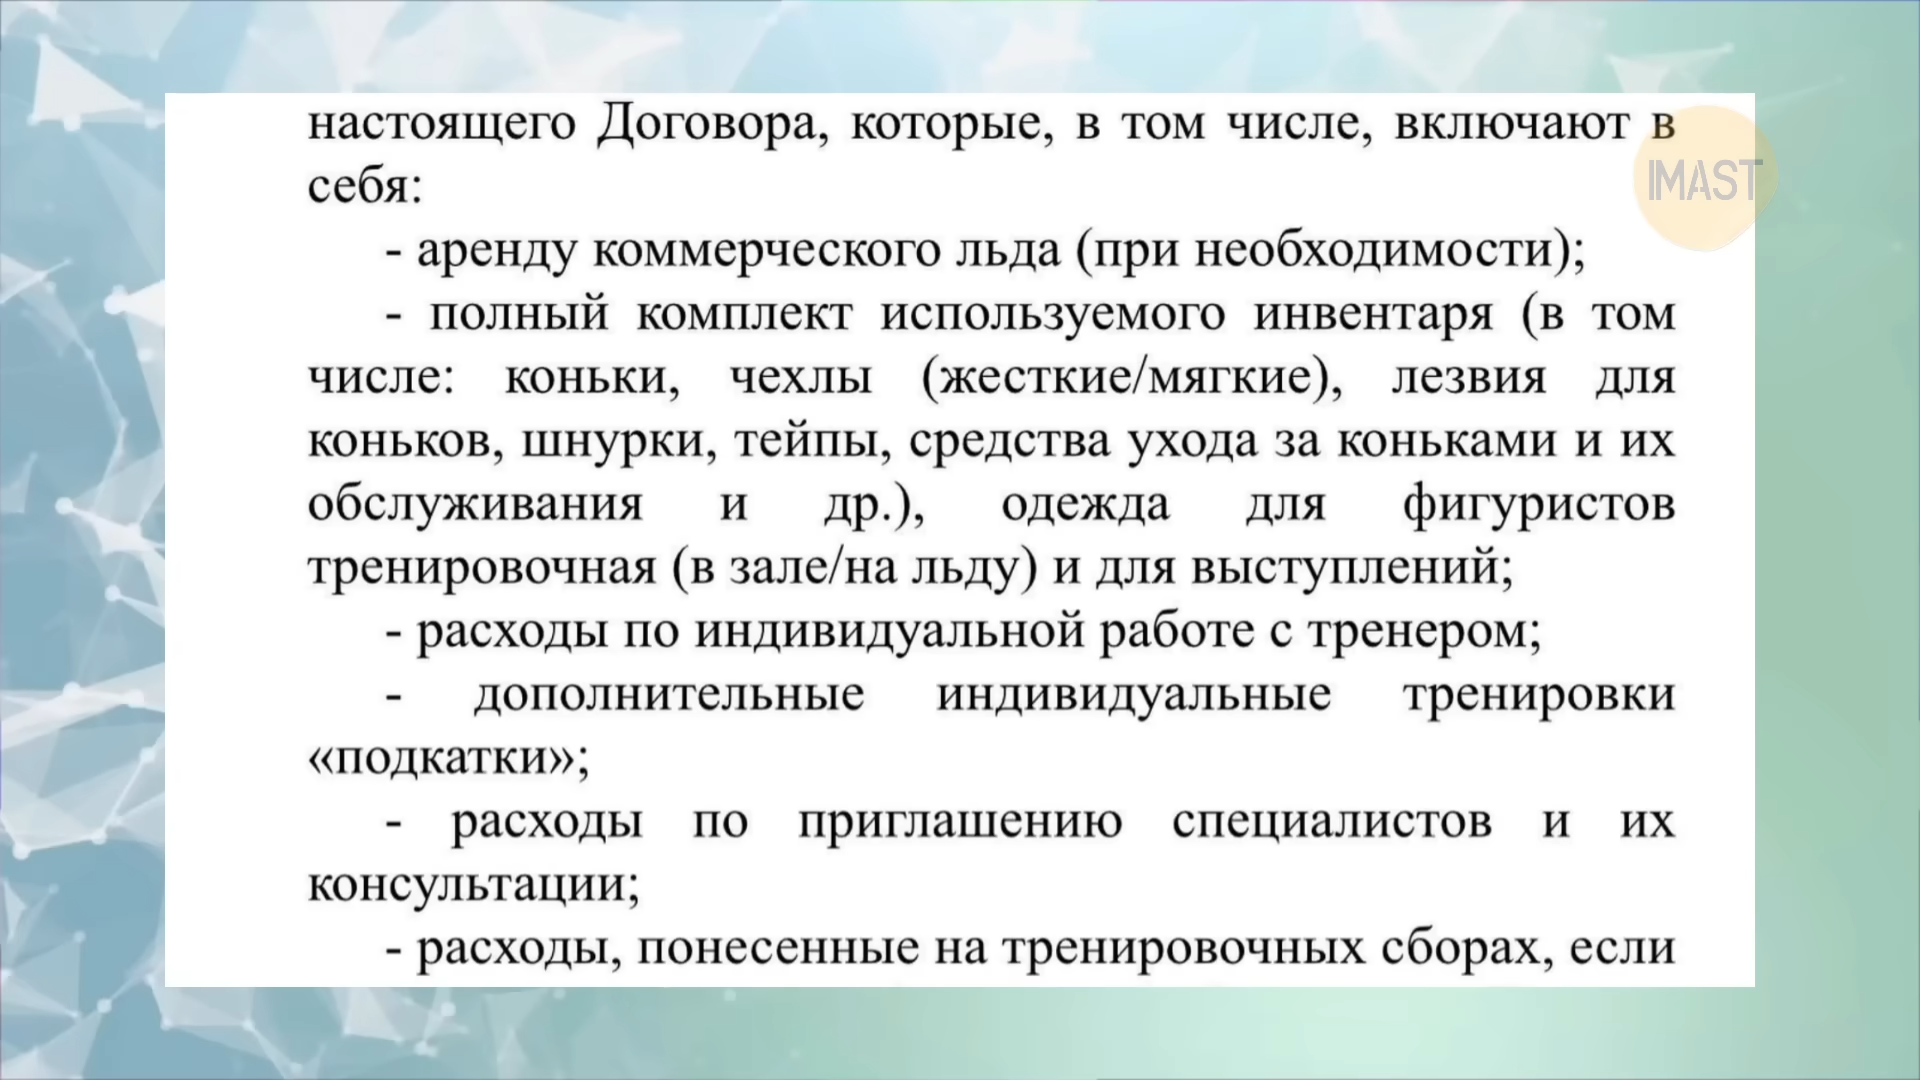 настоящего Договора, которые, в том числе, включают в
себя:
- аренду коммерческого льда (при необходимости);
- полный комплект используемого инвентаря (в том
числе: коньки, чехлы (жесткие/мягкие), лезвия для
коньков, шнурки, тейпы, средства ухода за коньками и их
обслуживания и др.), одежда для фигуристов
тренировочная (в зале/на льду) и для выступлений;
- расходы по индивидуальной работе с тренером;
- дополнительные индивидуальные тренировки
«подкатки»;
- расходы по приглашению специалистов и их
консультации;
- расходы, понесенные на тренировочных сборах, если
IMAST